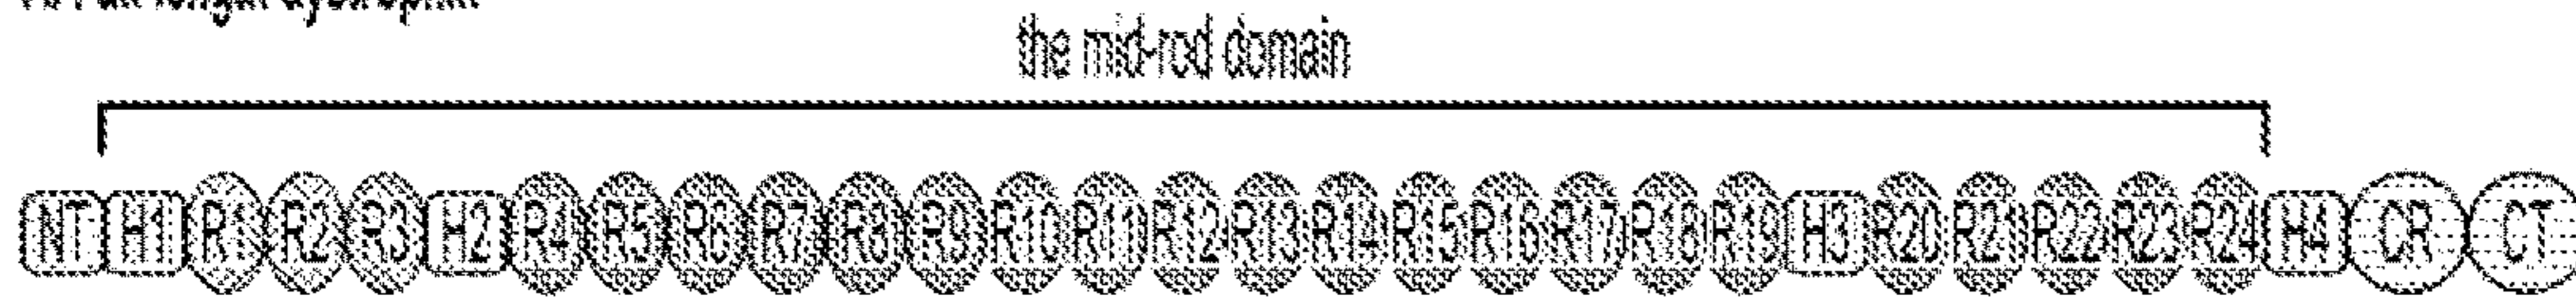 the mid-rod domain
NT H1 R1 R2 R3 H2 R4 R5 R6 R7 R8 R9 R10 R11 R12 R13 R14 R15 R16 R17 R18 R19 H3 R20 R21 R22 R23 R24 H4 CR CT